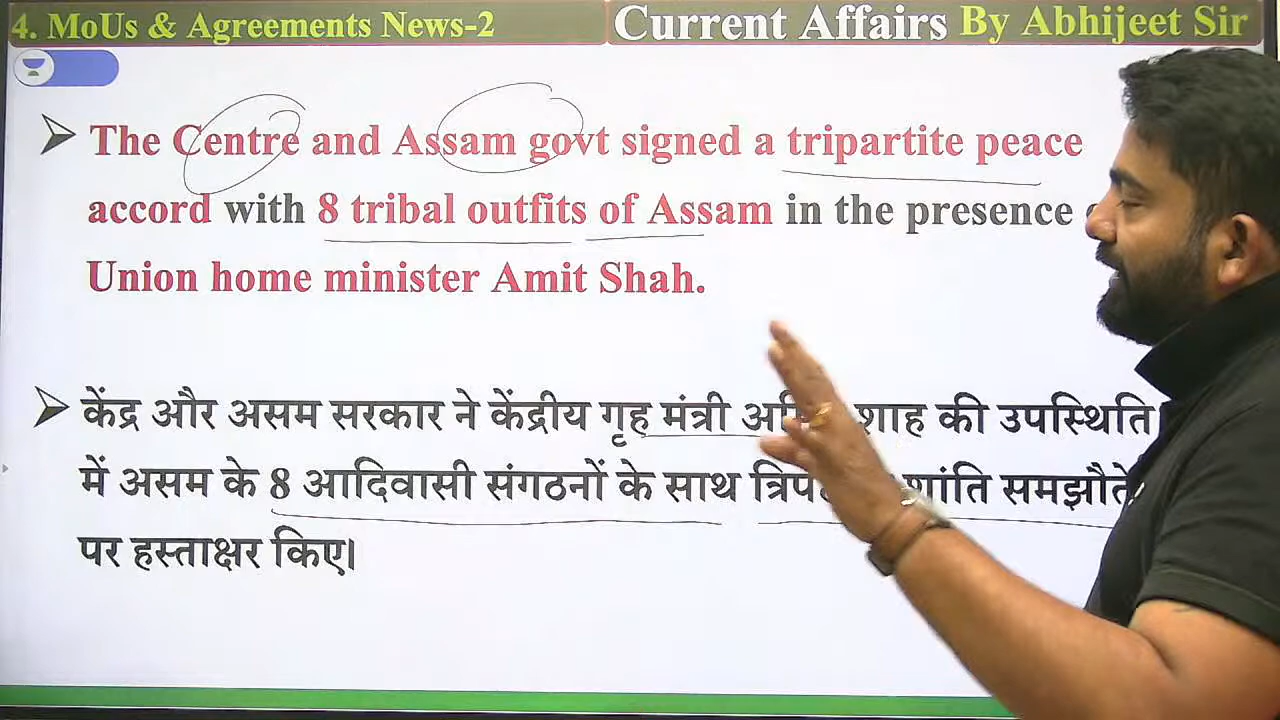 4. MoUs & Agreements News-2
Current Affairs By Abhijeet Sir
The Centre and Assam govt signed a tripartite peace
accord with 8 tribal outfits of Assam in the presence
Union home minister Amit Shah.
केंद्र और असम सरकार ने केंद्रीय गृह मंत्री शाह की उपस्थिति
में असम के 8 आदिवासी संगठनों के साथ शांति समझौते
पर हस्ताक्षर किए।